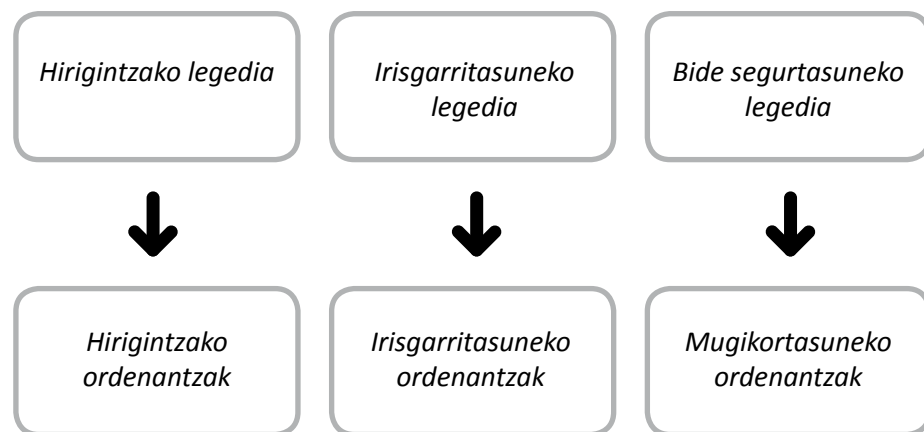 Hirigintzako legedia
Irisgarritasuneko
legedia
Bide segurtasuneko
legedia
Hirigintzako
ordenantzak
Irisgarritasuneko
ordenantzak
Mugikortasuneko
ordenantzak